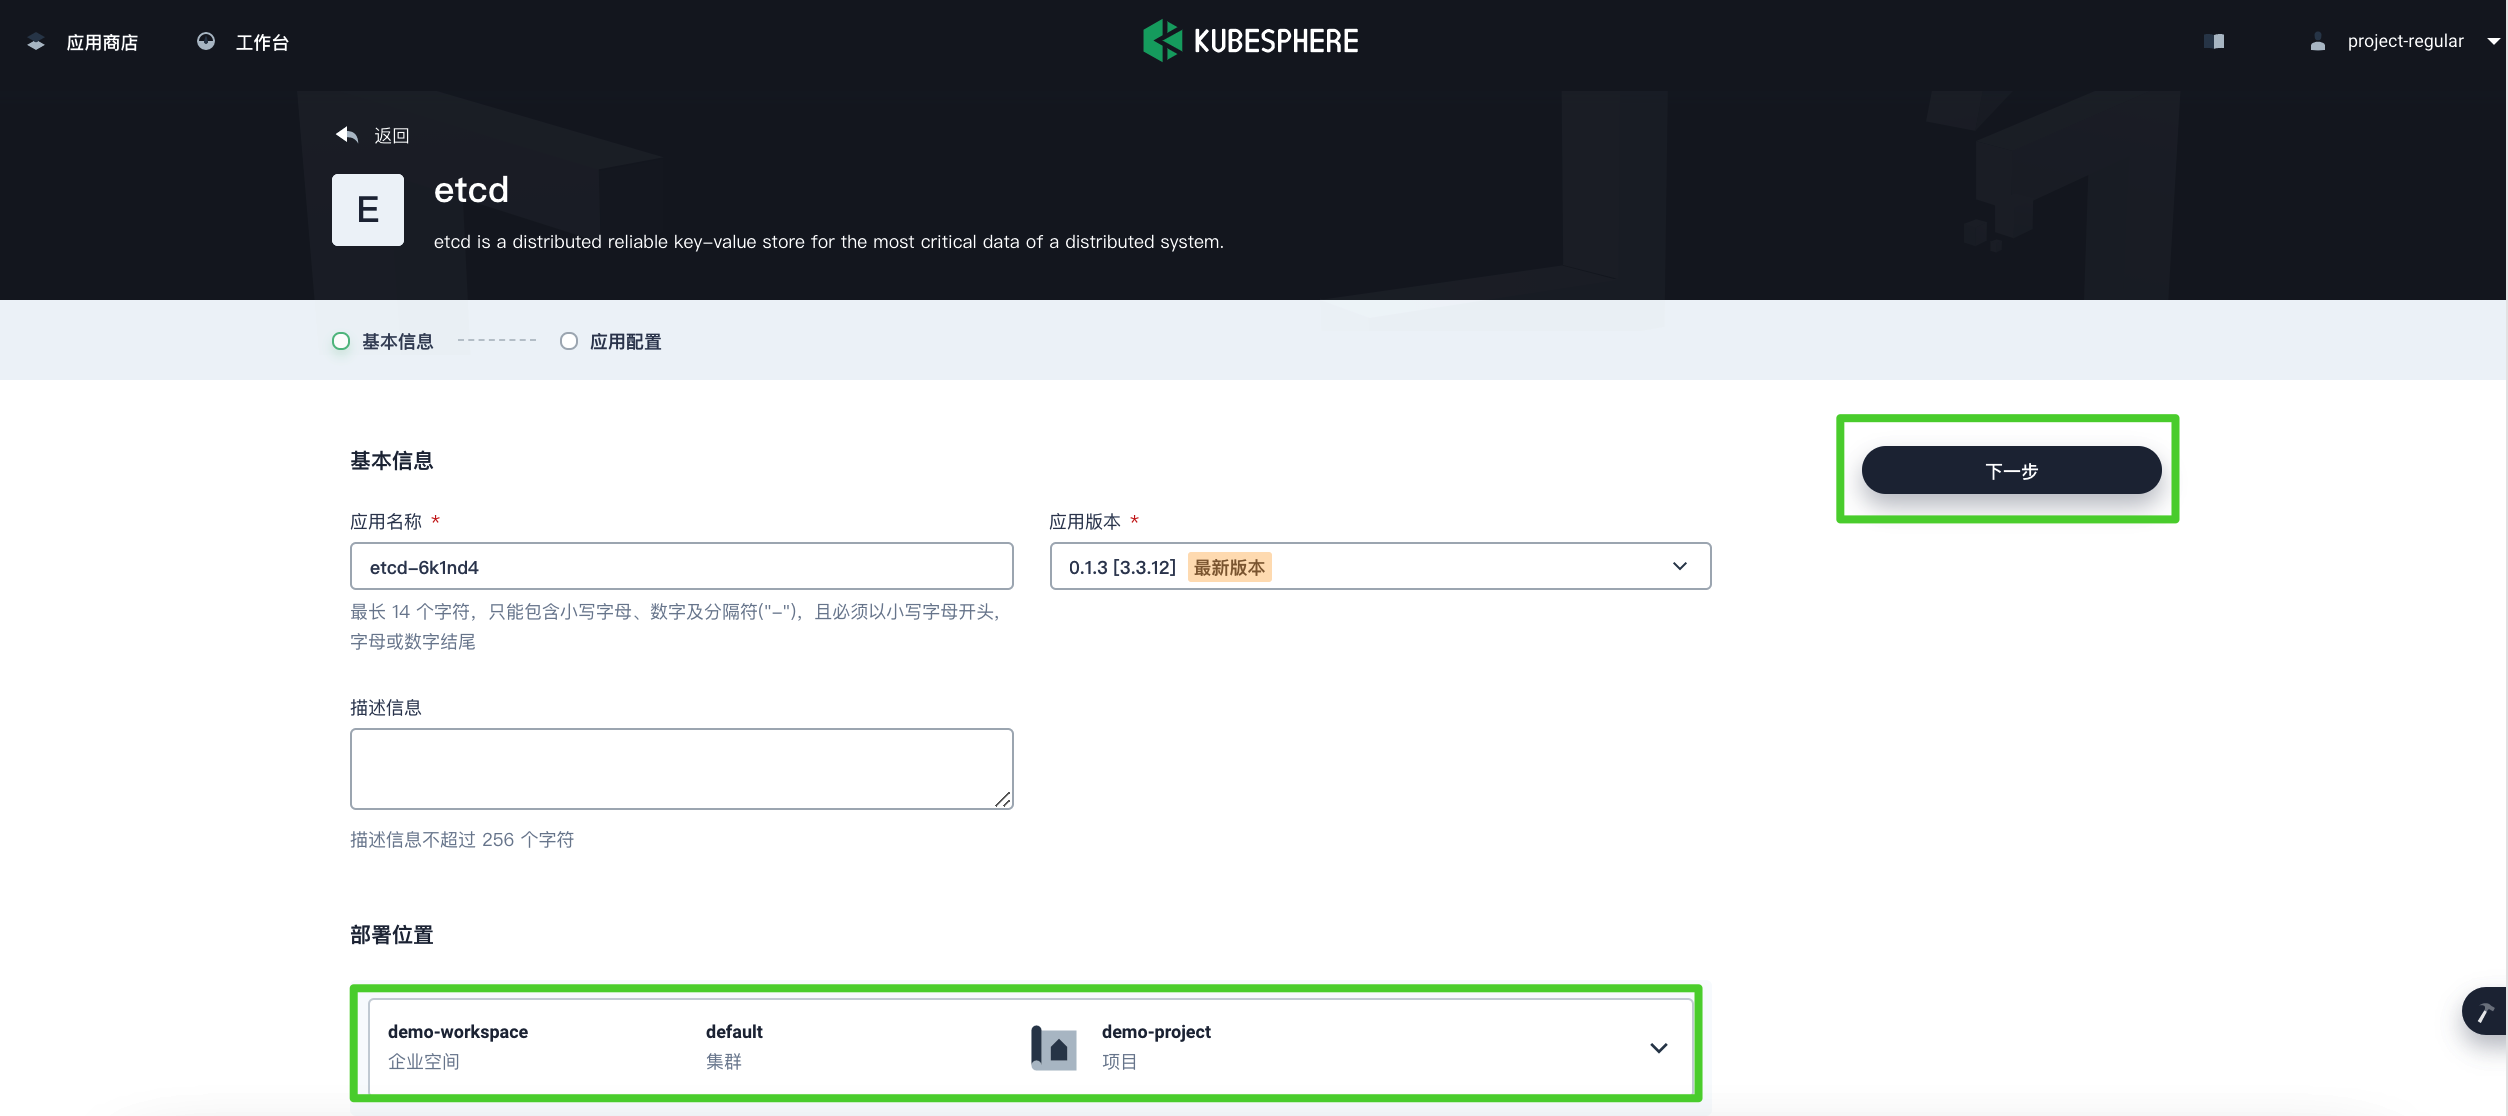 应用商店
工作台
KUBESPHERE
project-regular
返回
E
etcd
etcd is a distributed reliable key-value store for the most critical data of a distributed system.
基本信息
应用配置
基本信息
下一步
应用名称 *
应用版本 *
etcd-6k1nd4
0.1.3 [3.3.12] 最新版本
最长 14 个字符，只能包含小写字母、数字及分隔符("-")，且必须以小写字母开头，
字母或数字结尾
描述信息
描述信息不超过 256 个字符
部署位置
demo-workspace
企业空间
default
集群
demo-project
项目